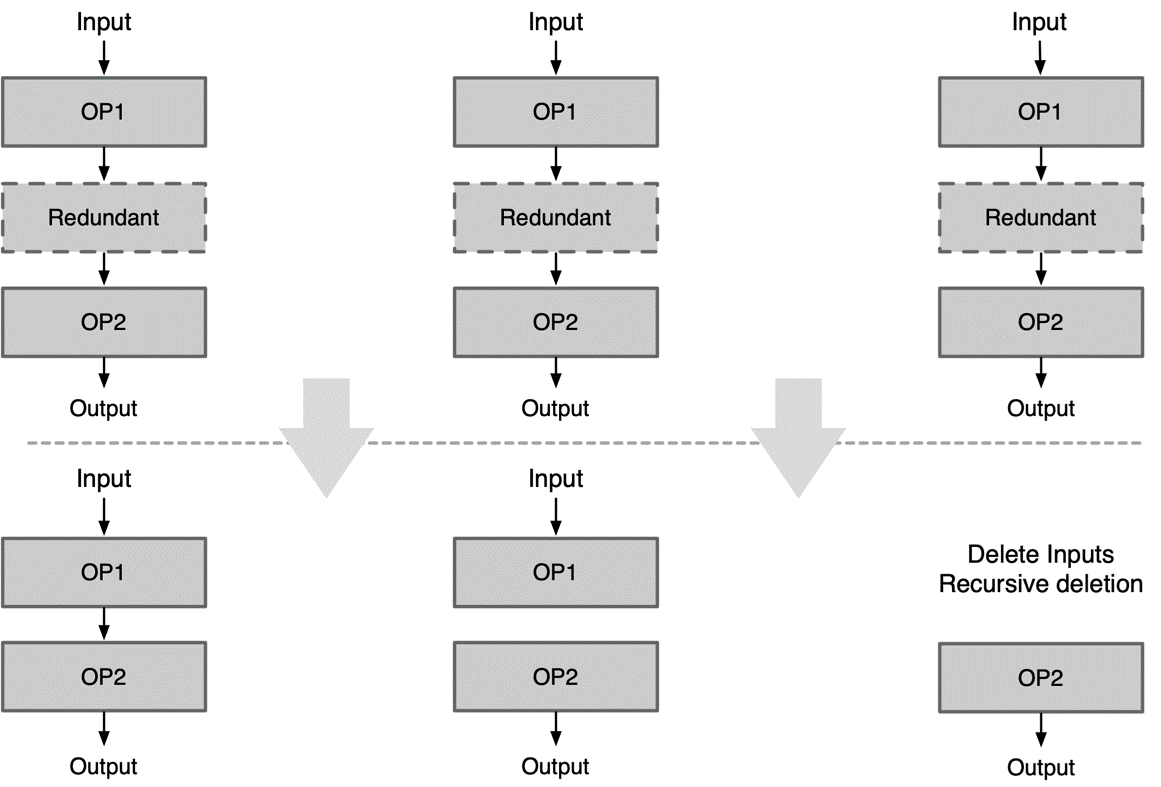 Input
OP1
Redundant
OP2
Output
Input
OP1
Redundant
OP2
Output
Input
OP1
Redundant
OP2
Output
Input
OP1
OP2
Output
Input
OP1
OP2
Output
Delete Inputs
Recursive deletion
OP2
Output